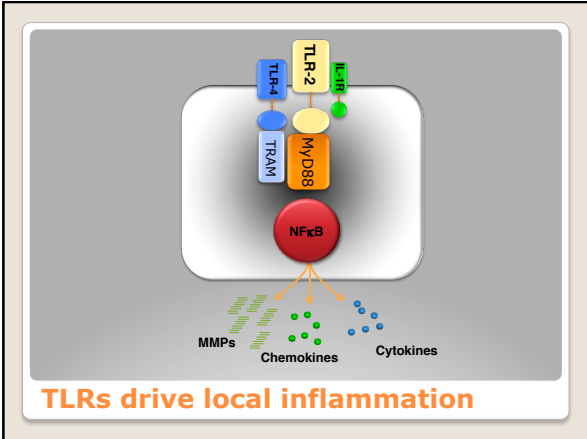 TLR-4
TLR-2
IL-1R
TRAM
MyD88
NFκB
MMPs
Chemokines
Cytokines
TLRs drive local inflammation